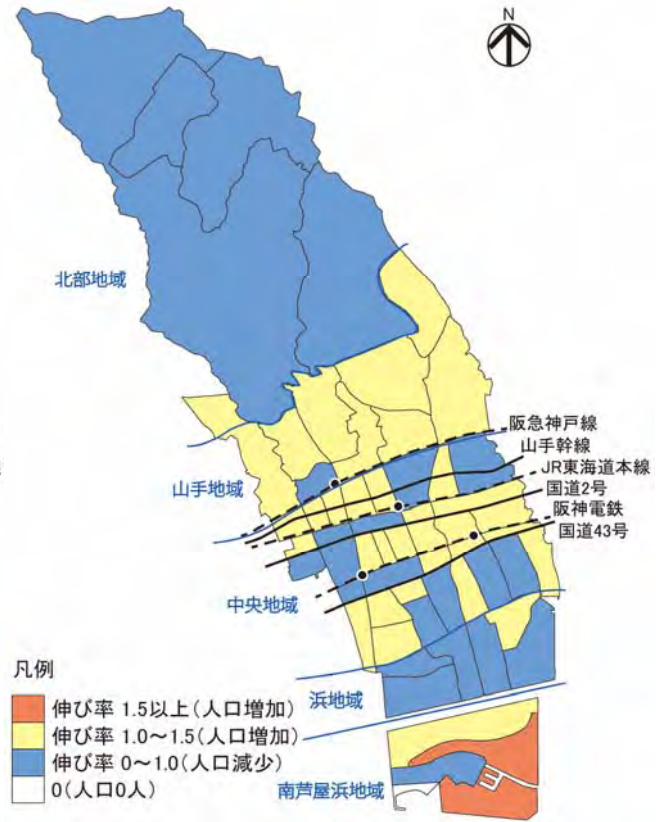 N
北部地域
阪急神戸線
山手幹線
JR東海道本線
国道2号
阪神電鉄
国道43号
山手地域
中央地域
浜地域
南芦屋浜地域
凡例
伸び率 1.5以上(人口増加)
伸び率 1.0〜1.5(人口増加)
伸び率 0〜1.0(人口減少)
0(人口0人)